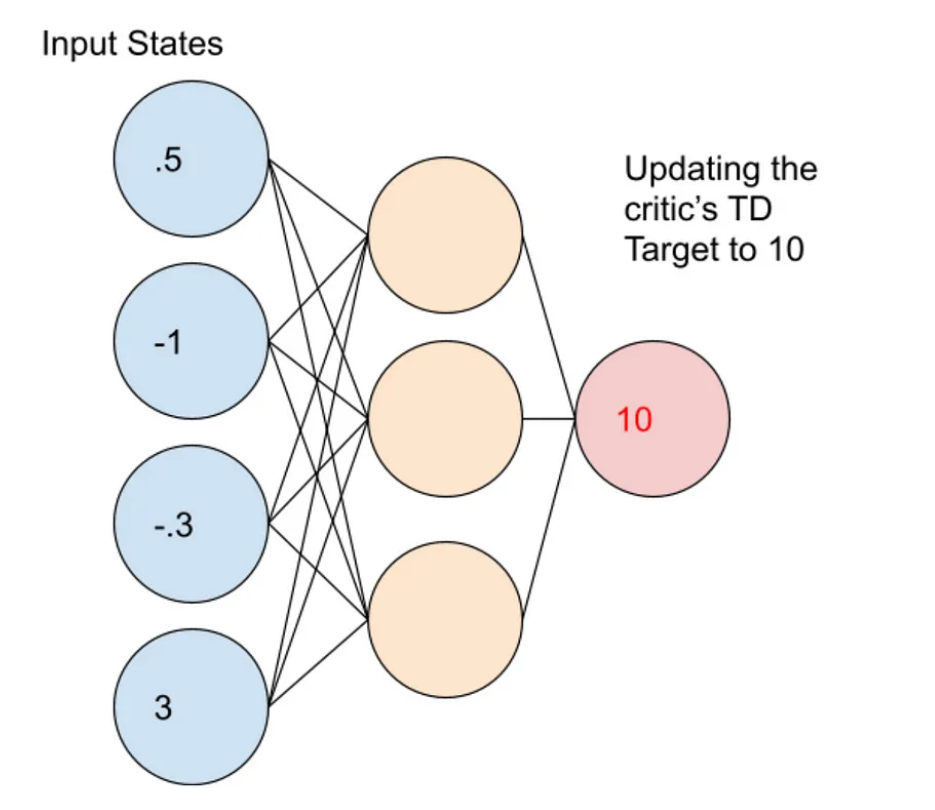 Input States
.5
-1
-.3
3
Updating the
critic’s TD
Target to 10
10